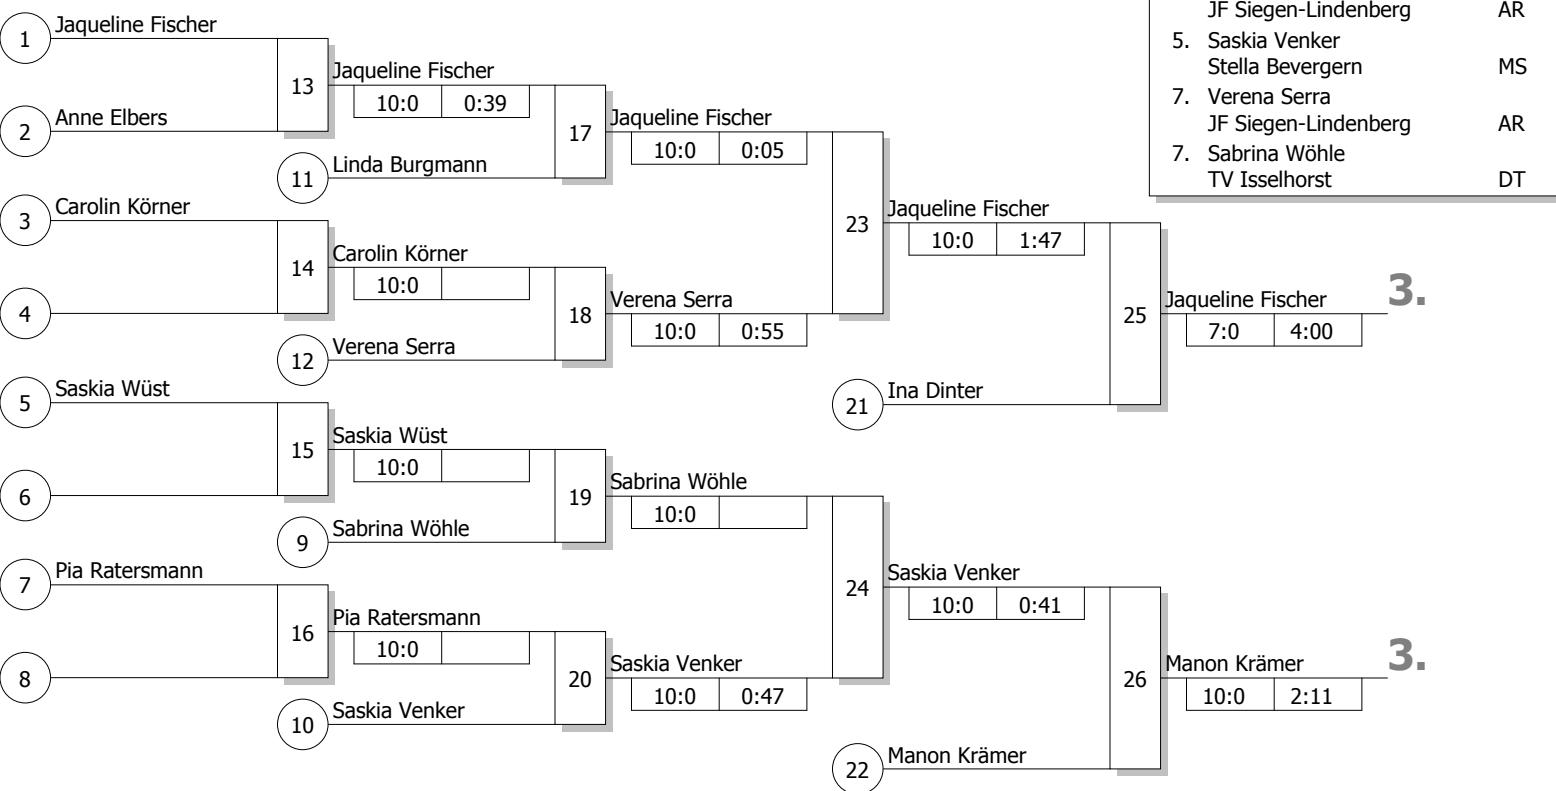 JF Siegen-Lindenberg AR
5. Saskia Venker
Stella Bevergern MS
7. Verena Serra
JF Siegen-Lindenberg AR
7. Sabrina Wöhle
TV Isselhorst DT
1 Jaqueline Fischer
13
Jaqueline Fischer
10:0 0:39
2 Anne Elbers
17
Jaqueline Fischer
10:0 0:05
11 Linda Burgmann
3 Carolin Körner
23
Jaqueline Fischer
10:0 1:47
14
Carolin Körner
10:0
4
18
Verena Serra
10:0 0:55
12 Verena Serra
25
Jaqueline Fischer
7:0 4:00
3.
5 Saskia Wüst
21 Ina Dinter
15
Saskia Wüst
10:0
6
19
Sabrina Wöhle
10:0
9 Sabrina Wöhle
7 Pia Ratersmann
24
Saskia Venker
10:0 0:41
16
Pia Ratersmann
10:0
8
20
Saskia Venker
10:0 0:47
10 Saskia Venker
26
Manon Krämer
10:0 2:11
3.
22 Manon Krämer